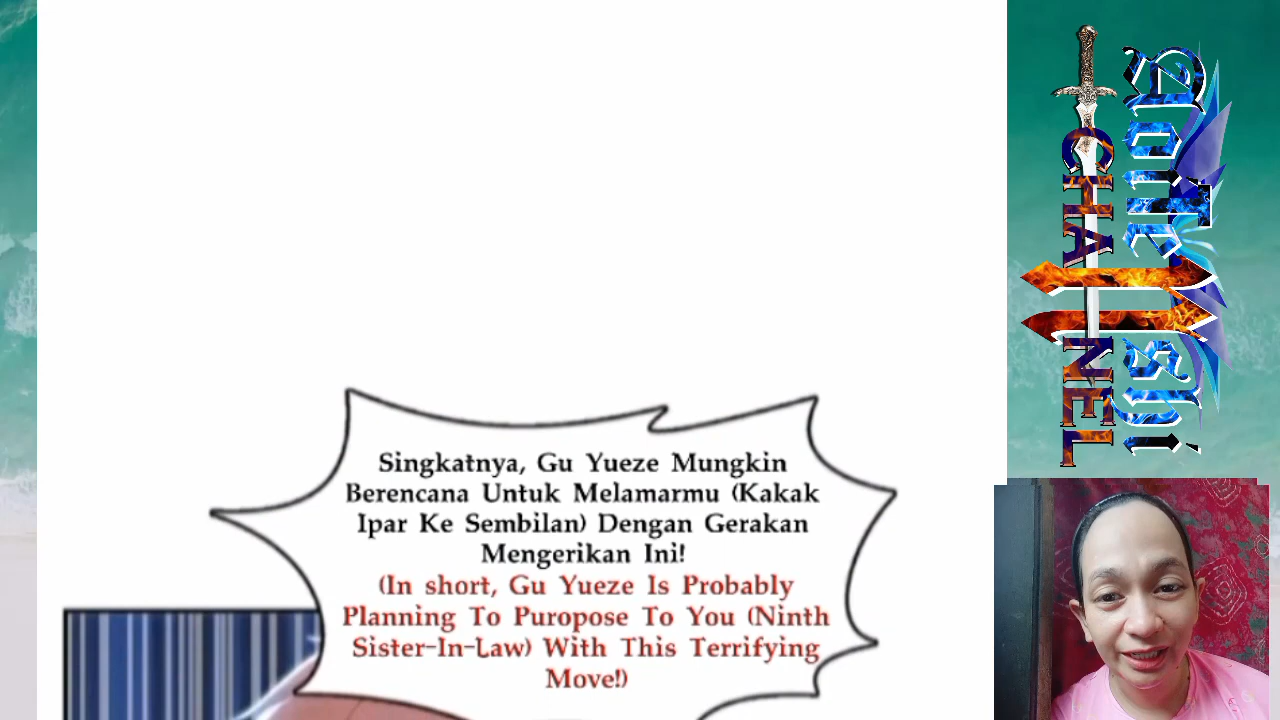 Singkatnya, Gu Yueze Mungkin
Berencana Untuk Melamarmu (Kakak
Ipar Ke Sembilan) Dengan Gerakan
Mengerikan Ini!
(In short, Gu Yueze Is Probably
Planning To Puropose To You (Ninth
Sister-In-Law) With This Terrifying
Move!)
CHANNEL